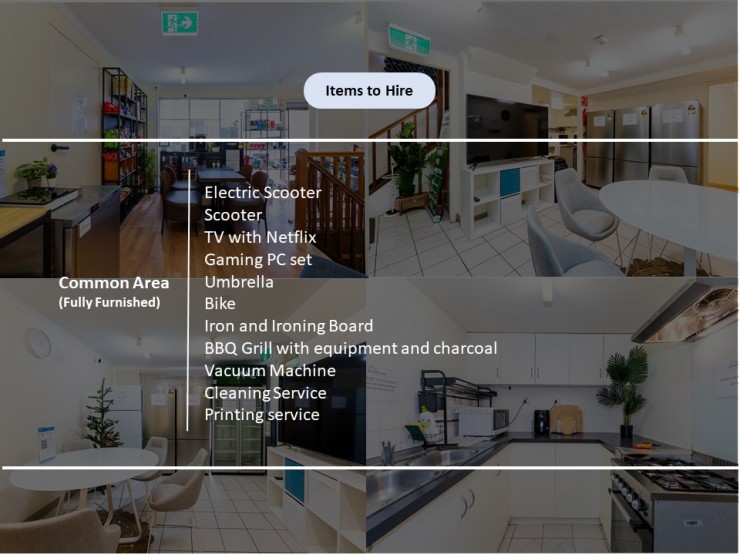 Items to Hire
Common Area
(Fully Furnished)
Electric Scooter
Scooter
TV with Netflix
Gaming PC set
Umbrella
Bike
Iron and Ironing Board
BBQ Grill with equipment and charcoal
Vacuum Machine
Cleaning Service
Printing service